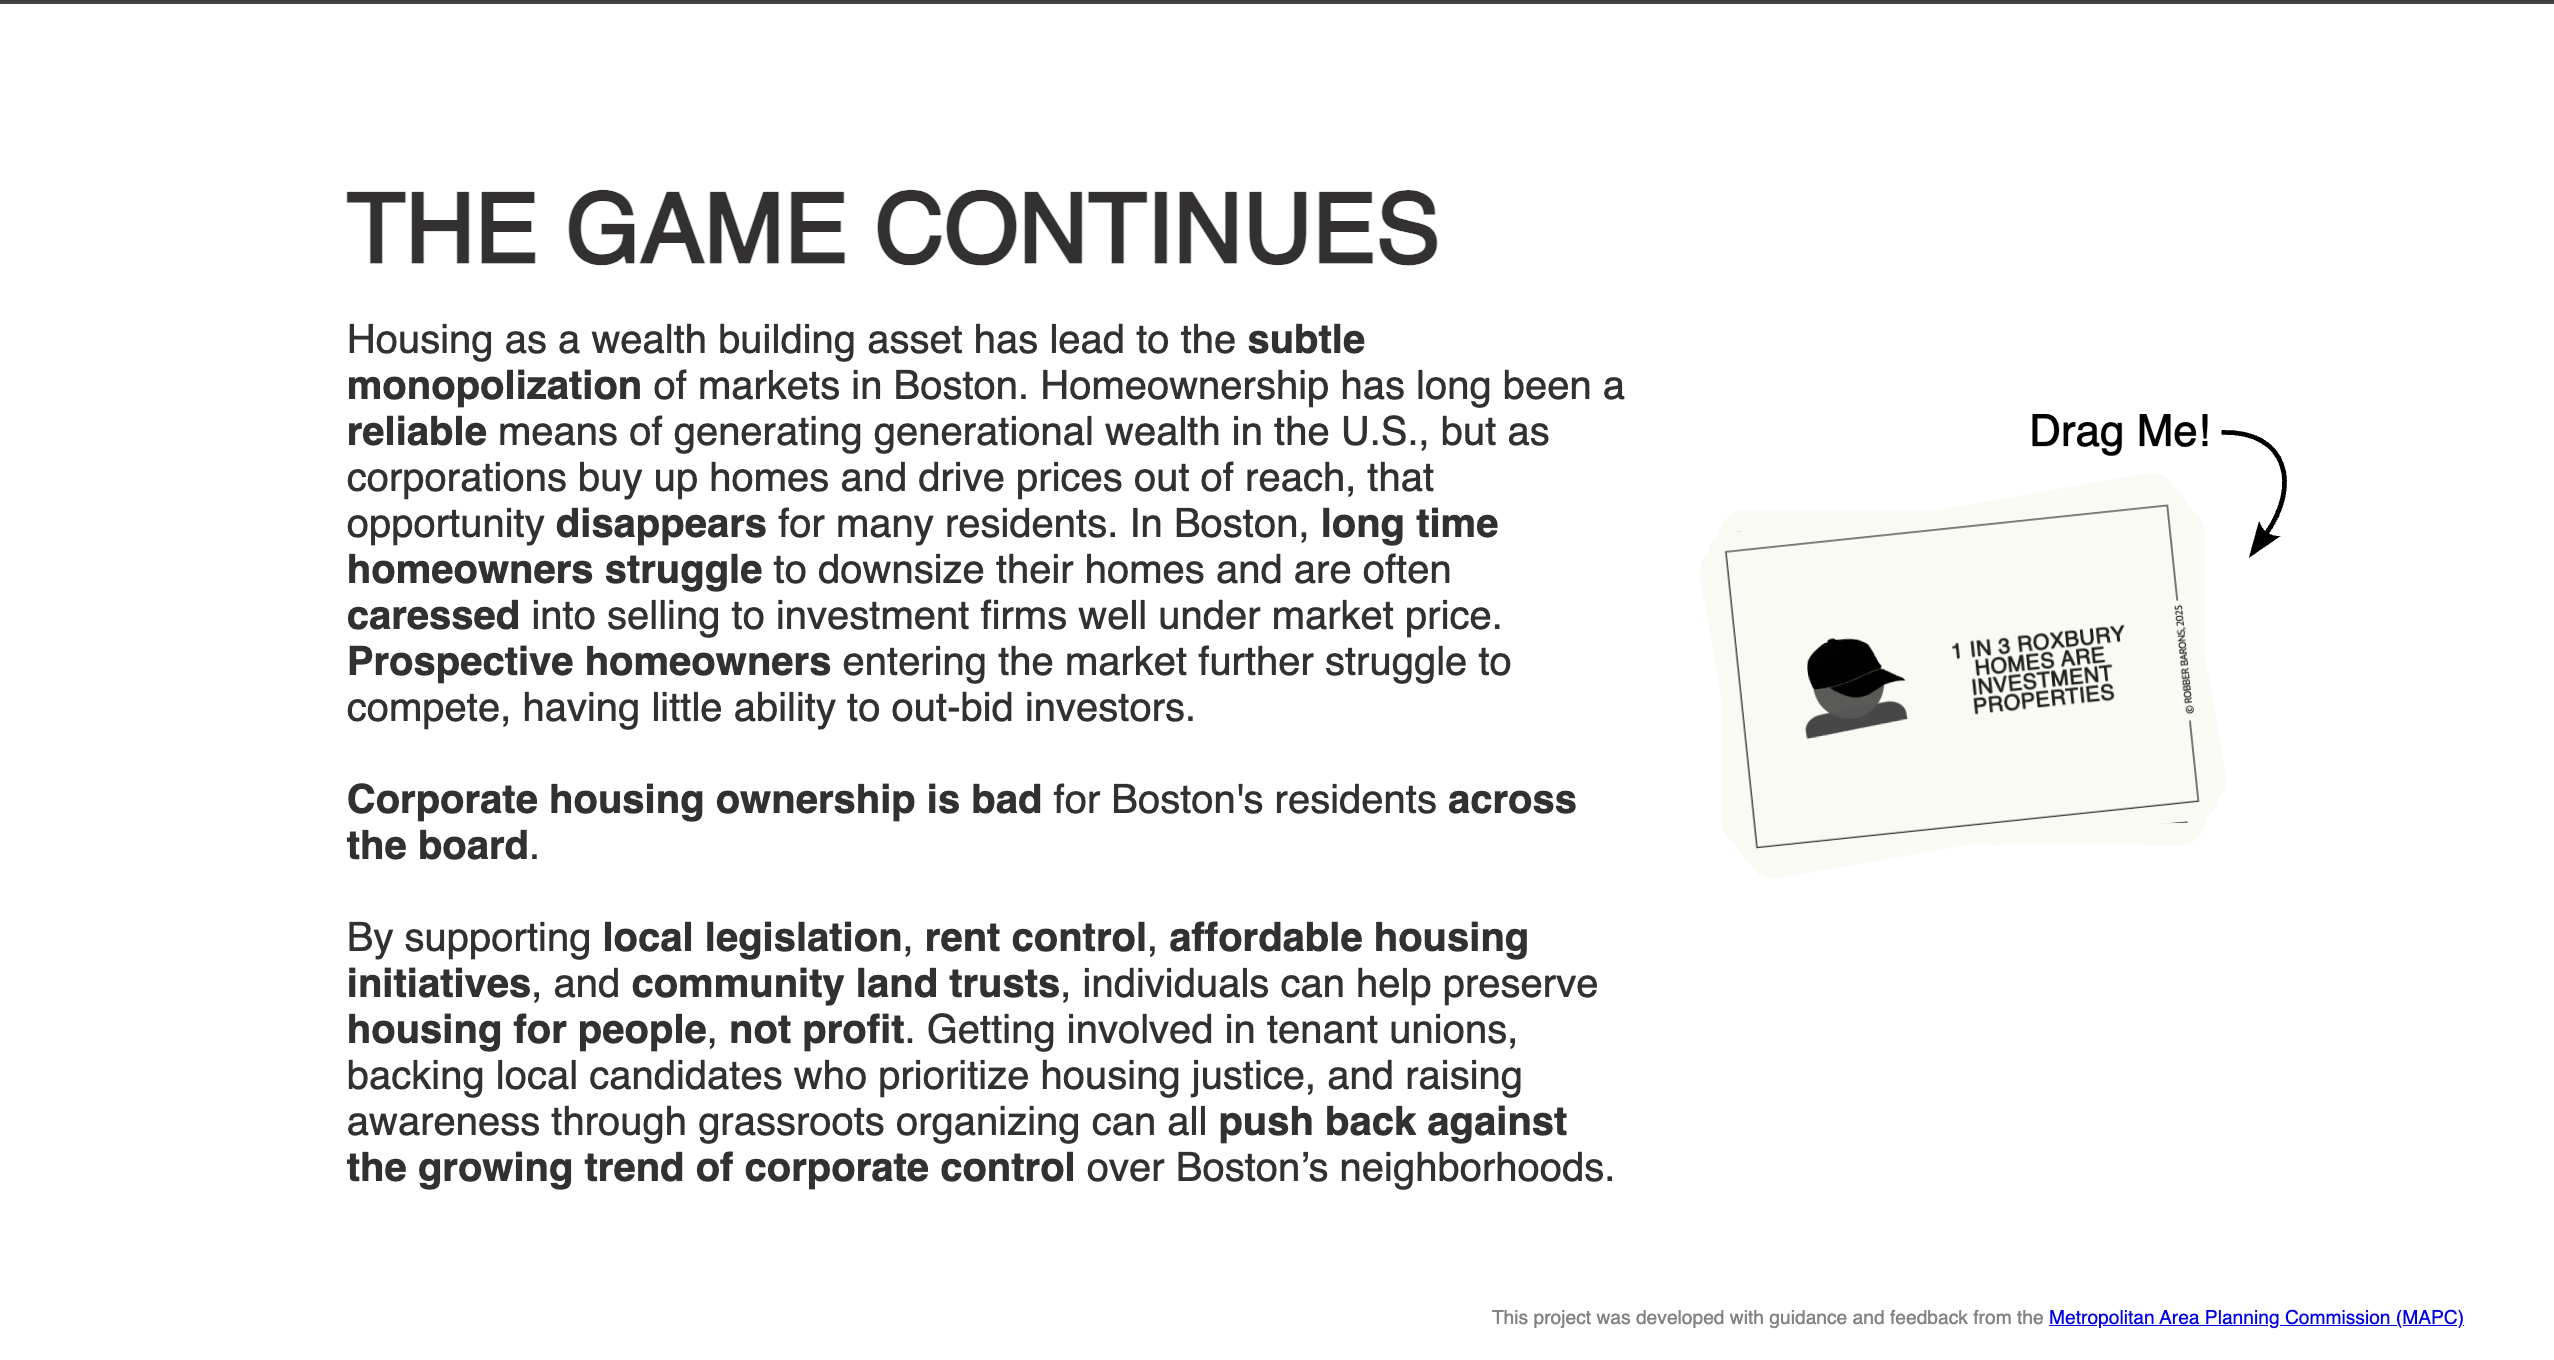 THE GAME CONTINUES
Housing as a wealth building asset has lead to the subtle
monopolization of markets in Boston. Homeownership has long been a
reliable means of generating generational wealth in the U.S., but as
corporations buy up homes and drive prices out of reach, that
opportunity disappears for many residents. In Boston, long time
homeowners struggle to downsize their homes and are often
caressed into selling to investment firms well under market price.
Prospective homeowners entering the market further struggle to
compete, having little ability to out-bid investors.
Corporate housing ownership is bad for Boston's residents across
the board.
By supporting local legislation, rent control, affordable housing
initiatives, and community land trusts, individuals can help preserve
housing for people, not profit. Getting involved in tenant unions,
backing local candidates who prioritize housing justice, and raising
awareness through grassroots organizing can all push back against
the growing trend of corporate control over Boston’s neighborhoods.
Drag Me!
1 IN 3 ROXBURY
HOMES ARE
INVESTMENT
PROPERTIES
© ROBBER BARONS, 2025
This project was developed with guidance and feedback from the Metropolitan Area Planning Commission (MAPC)